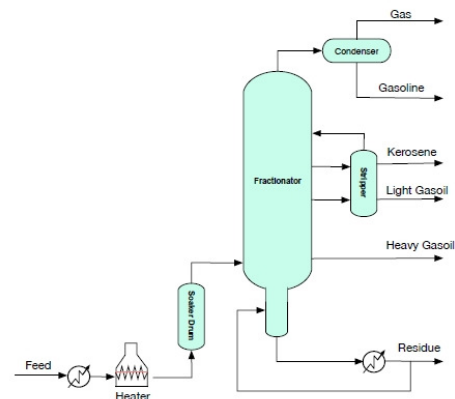 Gas
Condenser
Gasoline
Kerosene
Fractionator
Stripper
Light Gasoil
Heavy Gasoil
Soaker Drum
Residue
Feed
Heater